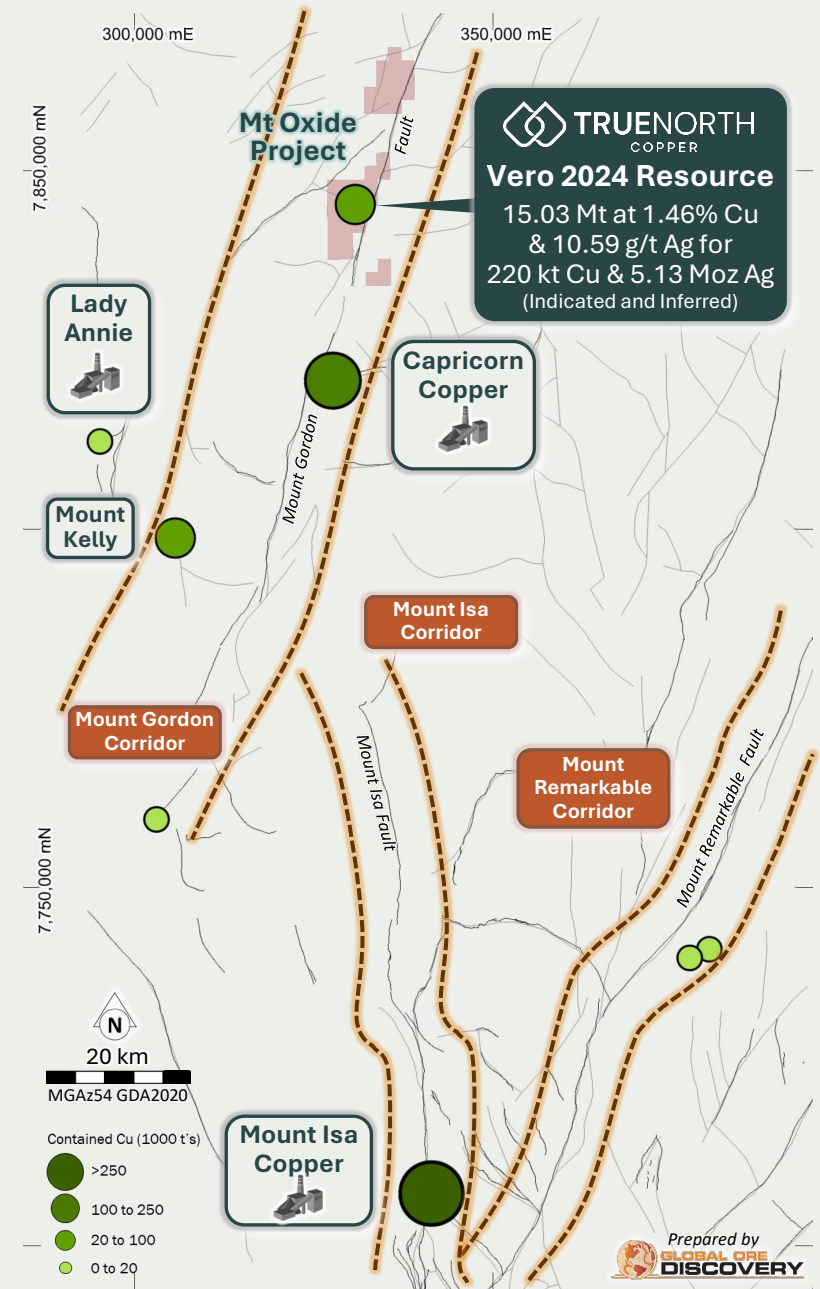 300,000 mE
350,000 mE
7,850,000 mN
Mt Oxide
Project
Fault
TRUENORTH
COPPER
Vero 2024 Resource
15.03 Mt at 1.46% Cu
& 10.59 g/t Ag for
220 kt Cu & 5.13 Moz Ag
(Indicated and Inferred)
Lady
Annie
Capricorn
Copper
Mount Gordon
Mount
Kelly
Mount Isa
Corridor
Mount Gordon
Corridor
Mount Isa Fault
Mount
Remarkable
Corridor
Mount Remarkable Fault
7,750,000 mN
N
20 km
MGAz54 GDA2020
Contained Cu (1000 t's)
>250
100 to 250
20 to 100
0 to 20
Mount Isa
Copper
Prepared by
GLOBAL ORE
DISCOVERY